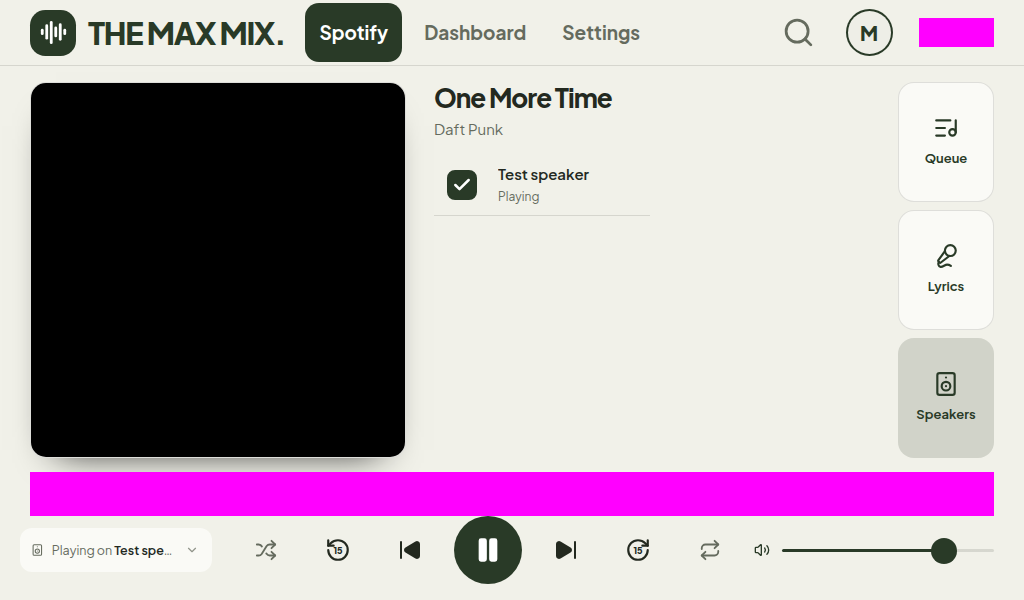 THE MAX MIX.
Spotify
Dashboard
Settings
M
One More Time
Daft Punk
Test speaker
Playing
Queue
Lyrics
Speakers
Playing on Test spe…
15
15